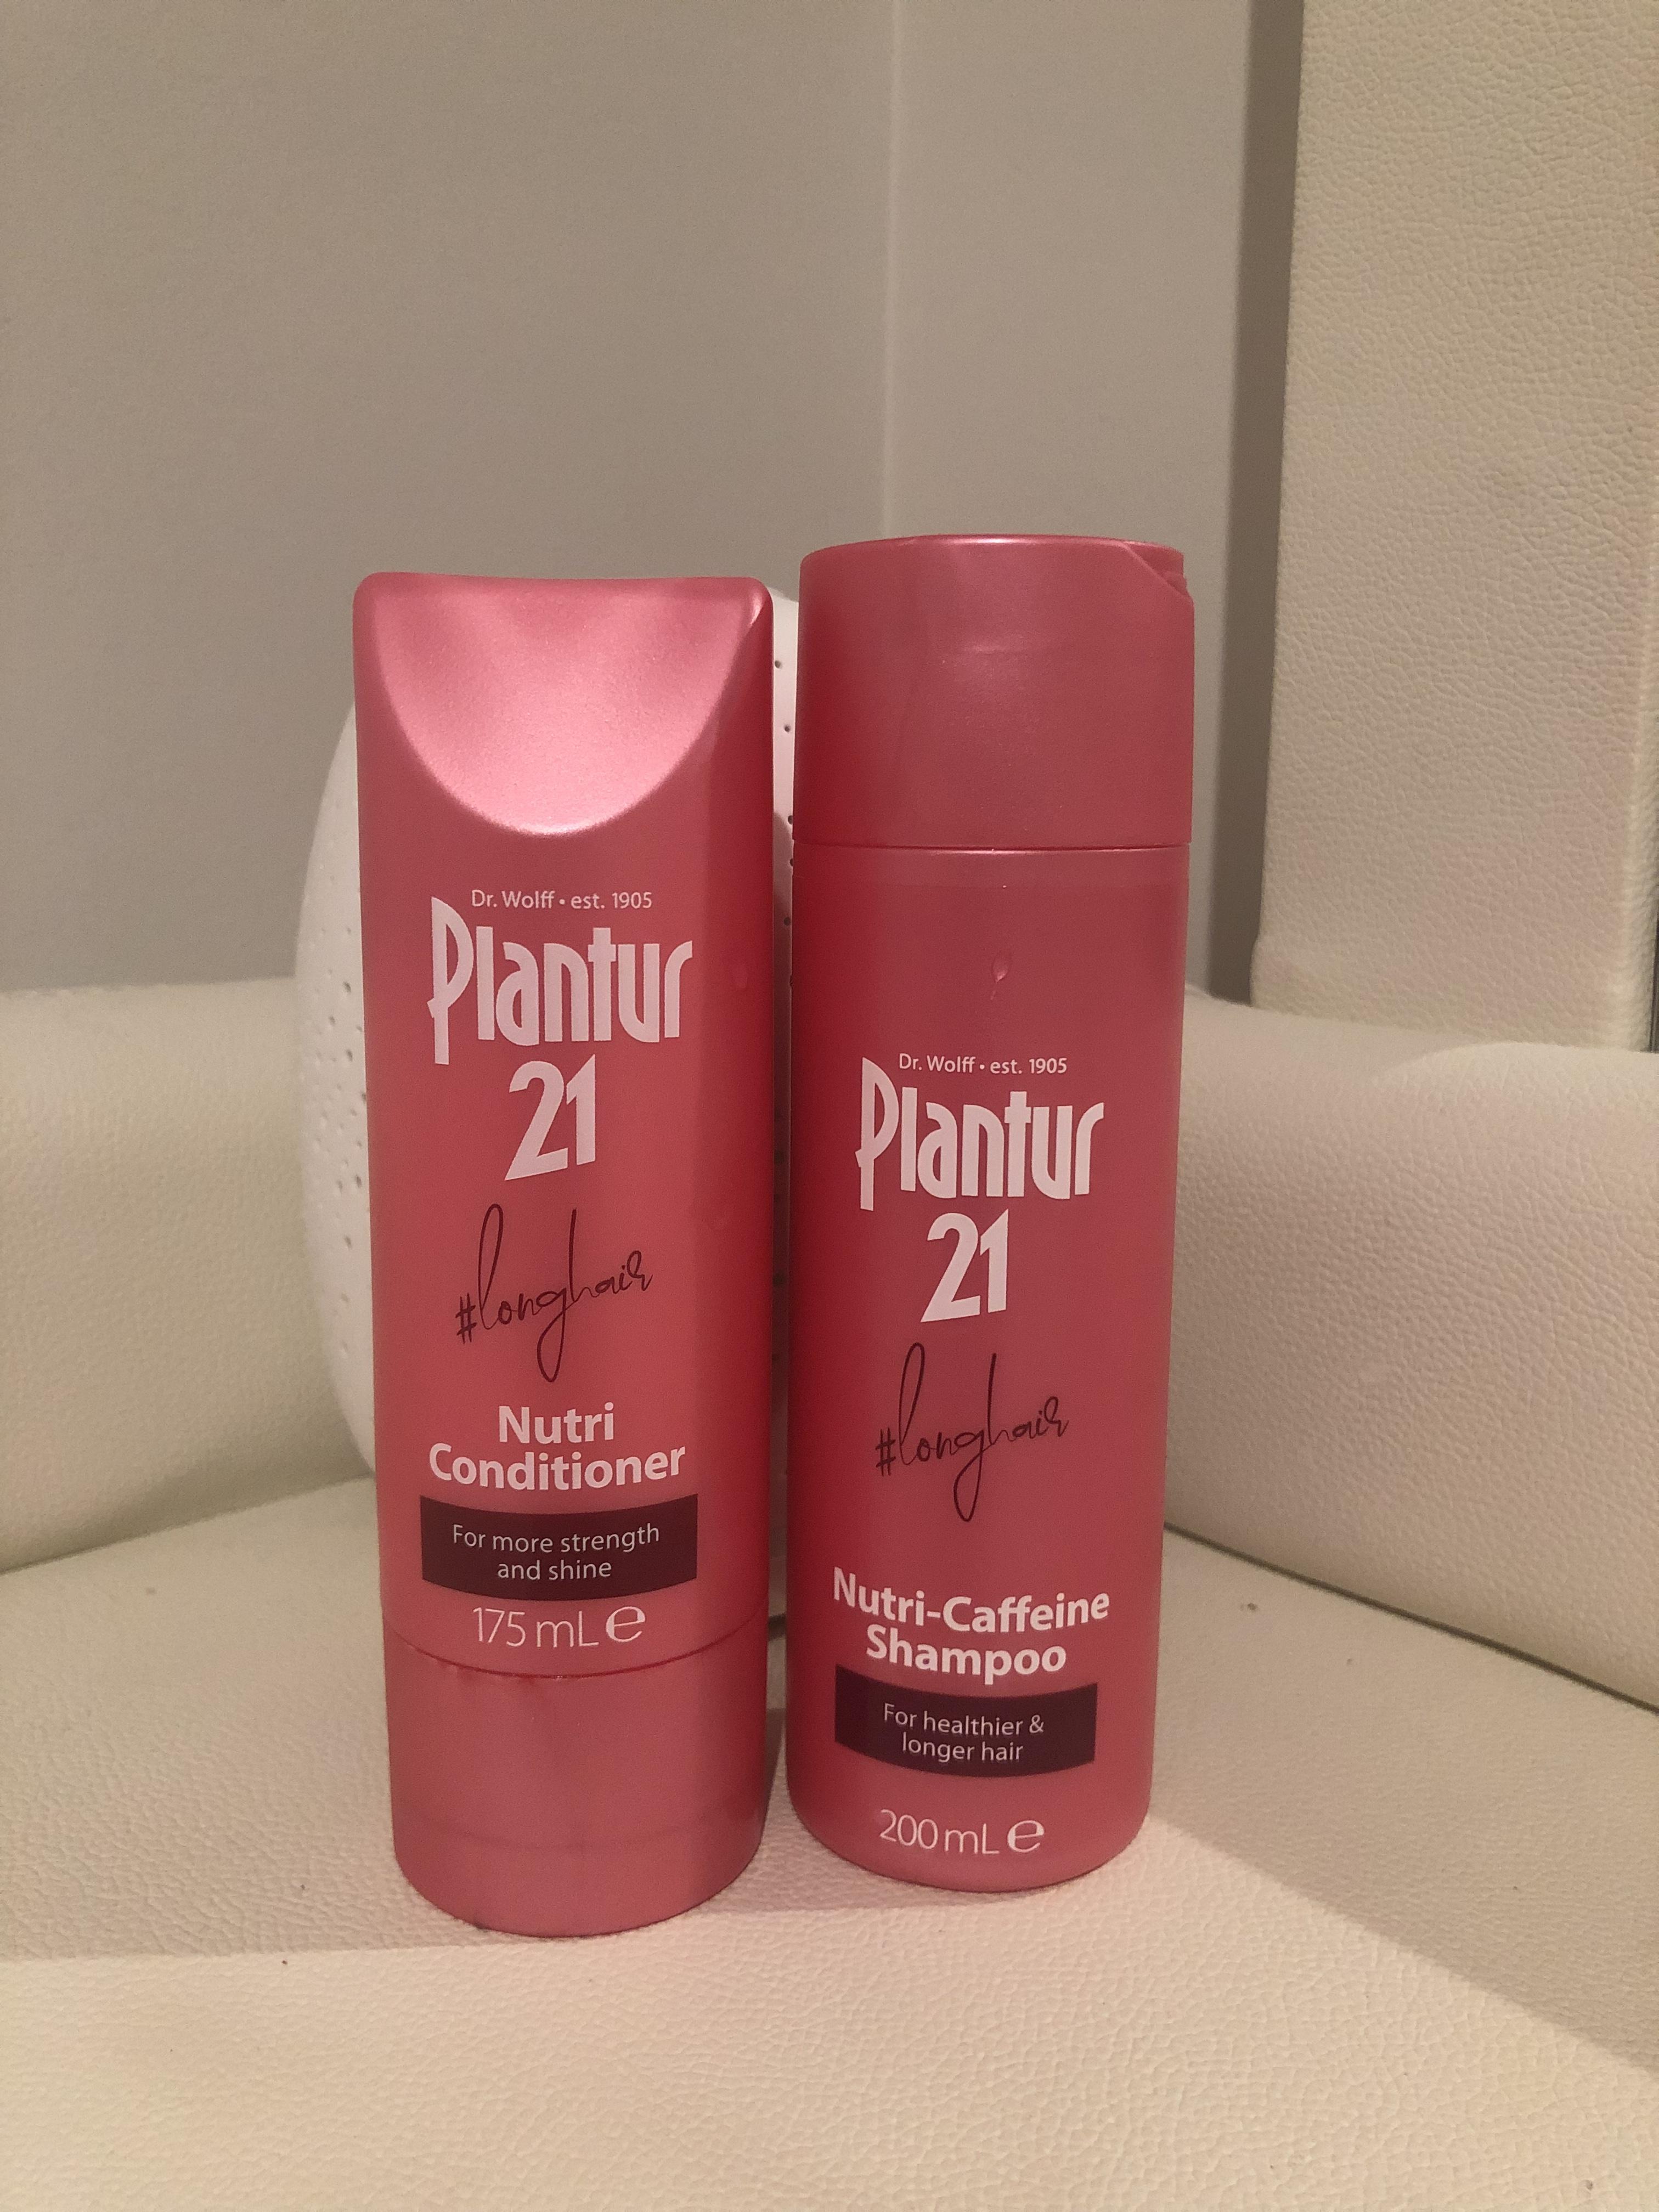 Dr. Wolff • est. 1905
Plantur
21
#longhair
Nutri
Conditioner
For more strength
and shine
175 mL ℮
Dr. Wolff • est. 1905
Plantur
21
#longhair
Nutri-Caffeine
Shampoo
For healthier &
longer hair
200 mL ℮